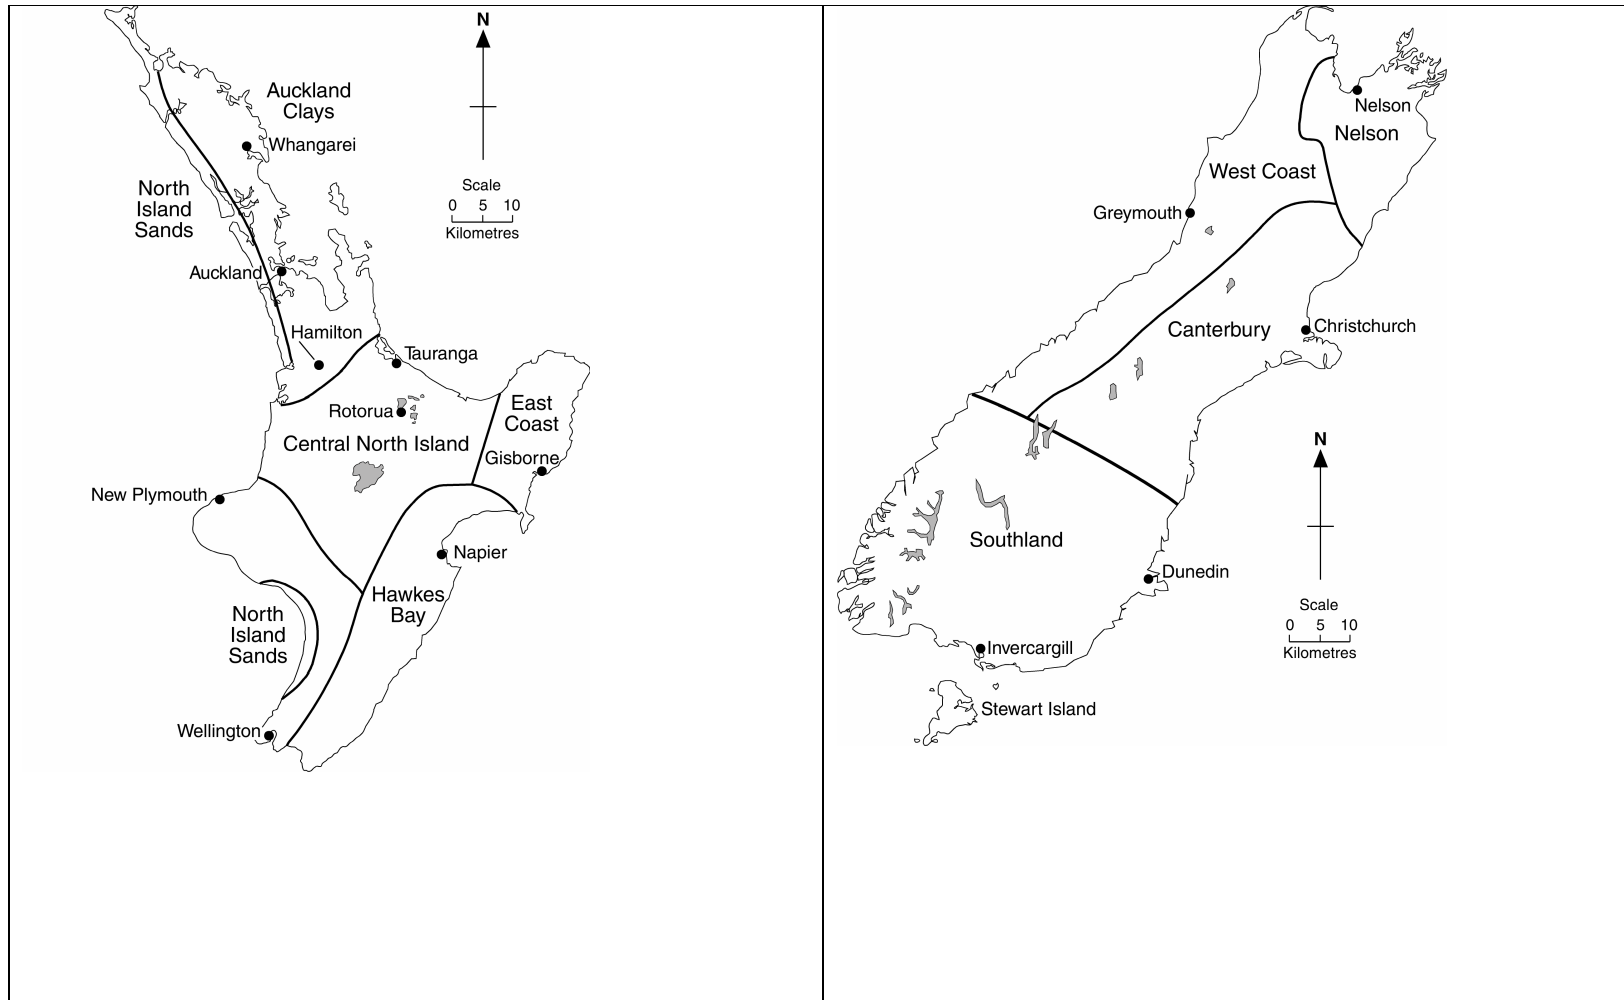 N
Auckland
Clays
Whangarei
Scale
0 5 10
Kilometres
North
Island
Sands
Auckland
Hamilton
Tauranga
East
Coast
Rotorua
Central North Island
Gisborne
New Plymouth
Napier
Hawkes
Bay
North
Island
Sands
Wellington
Nelson
Nelson
West Coast
Greymouth
Christchurch
Canterbury
N
Southland
Dunedin
Scale
0 5 10
Kilometres
Invercargill
Stewart Island